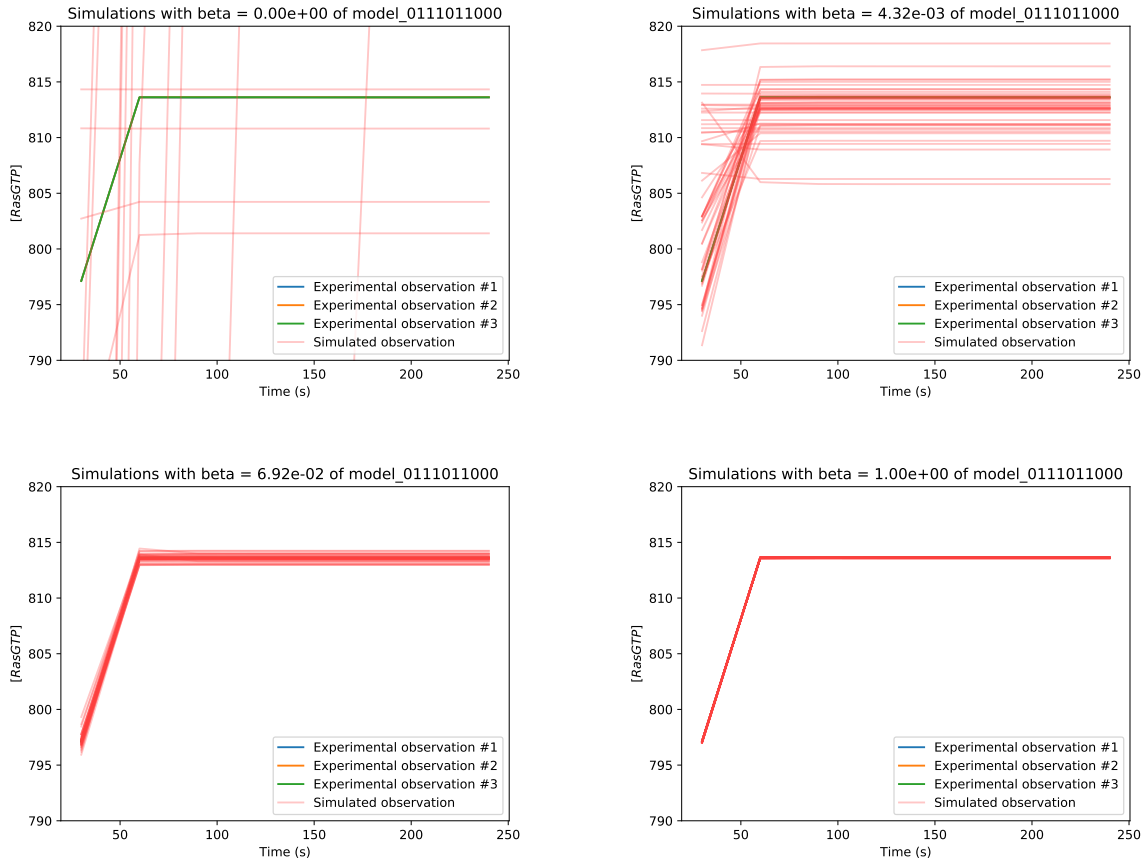 Simulations with beta = 0.00e+00 of model_0111011000
820
815
810
805
800
795
790
[RasGTP]
Experimental observation #1
Experimental observation #2
Experimental observation #3
Simulated observation
50
100
150
200
250
Time (s)
Simulations with beta = 4.32e-03 of model_0111011000
820
815
810
805
800
795
790
[RasGTP]
Experimental observation #1
Experimental observation #2
Experimental observation #3
Simulated observation
50
100
150
200
250
Time (s)
Simulations with beta = 6.92e-02 of model_0111011000
820
815
810
805
800
795
790
[RasGTP]
Experimental observation #1
Experimental observation #2
Experimental observation #3
Simulated observation
50
100
150
200
250
Time (s)
Simulations with beta = 1.00e+00 of model_0111011000
820
815
810
805
800
795
790
[RasGTP]
Experimental observation #1
Experimental observation #2
Experimental observation #3
Simulated observation
50
100
150
200
250
Time (s)